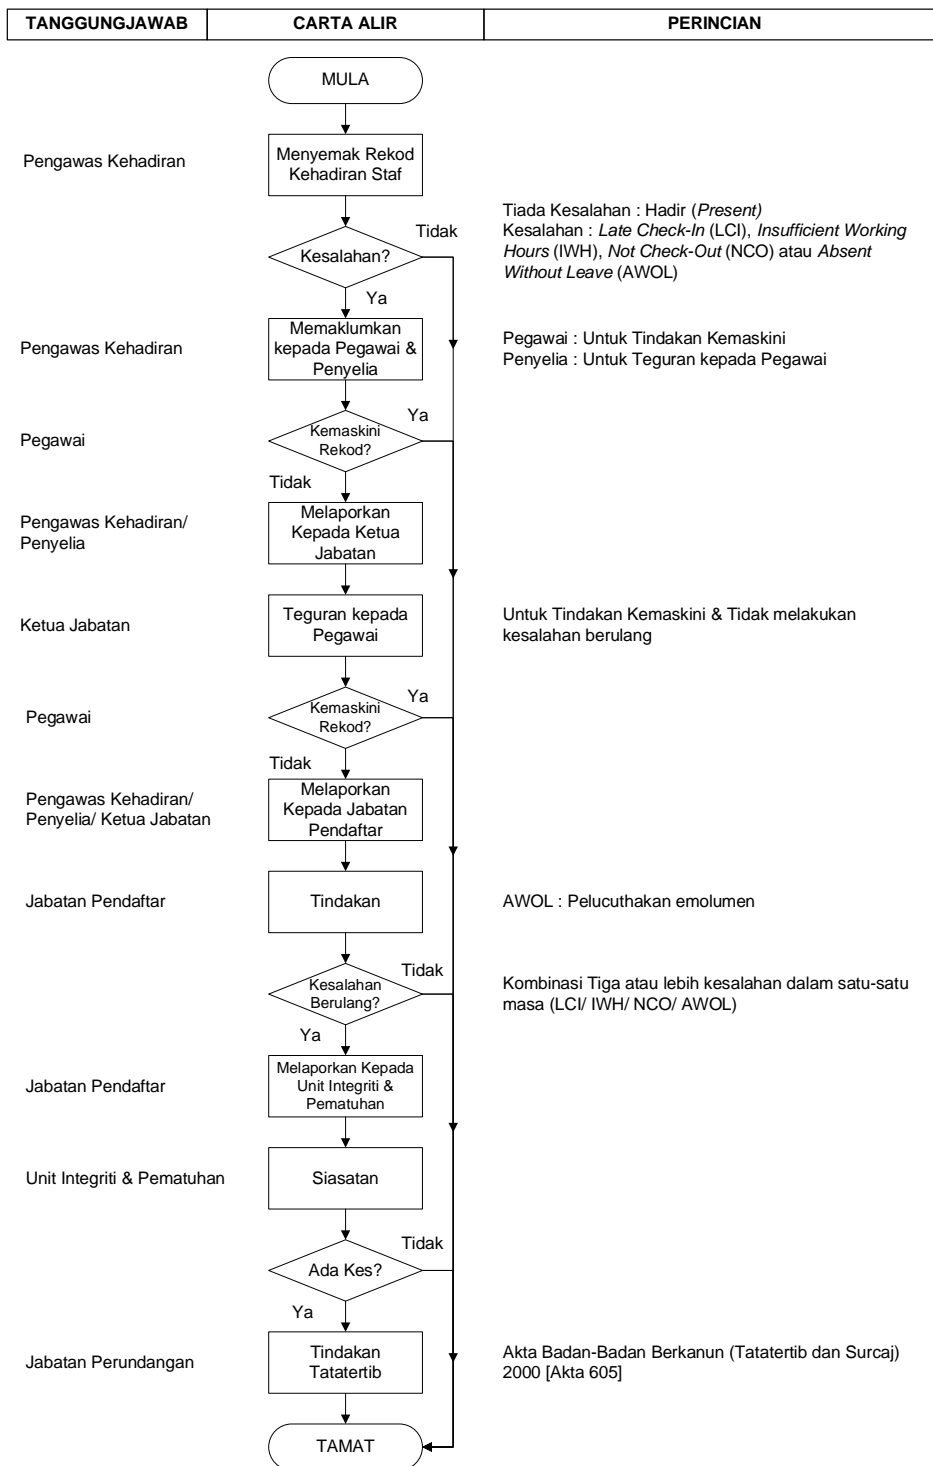 TANGGUNGJAWAB
CARTA ALIR
PERINCIAN
MULA
Pengawas Kehadiran
Menyemak Rekod
Kehadiran Staf
Tiada Kesalahan : Hadir (Present)
Kesalahan : Late Check-In (LCI), Insufficient Working
Hours (IWH), Not Check-Out (NCO) atau Absent
Without Leave (AWOL)
Tidak
Kesalahan?
Ya
Pengawas Kehadiran
Memaklumkan
kepada Pegawai &
Penyelia
Pegawai : Untuk Tindakan Kemaskini
Penyelia : Untuk Teguran kepada Pegawai
Ya
Pegawai
Kemaskini
Rekod?
Tidak
Pengawas Kehadiran/
Penyelia
Melaporkan
Kepada Ketua
Jabatan
Ketua Jabatan
Teguran kepada
Pegawai
Untuk Tindakan Kemaskini & Tidak melakukan
kesalahan berulang
Ya
Pegawai
Kemaskini
Rekod?
Tidak
Pengawas Kehadiran/
Penyelia/ Ketua Jabatan
Melaporkan
Kepada Jabatan
Pendaftar
Jabatan Pendaftar
Tindakan
AWOL : Pelucuthakan emolumen
Tidak
Kesalahan
Berulang?
Kombinasi Tiga atau lebih kesalahan dalam satu-satu
masa (LCI/ IWH/ NCO/ AWOL)
Ya
Jabatan Pendaftar
Melaporkan Kepada
Unit Integriti &
Pematuhan
Unit Integriti & Pematuhan
Siasatan
Tidak
Ada Kes?
Ya
Jabatan Perundangan
Tindakan
Tatatertib
Akta Badan-Badan Berkanun (Tatatertib dan Surcaj)
2000 [Akta 605]
TAMAT